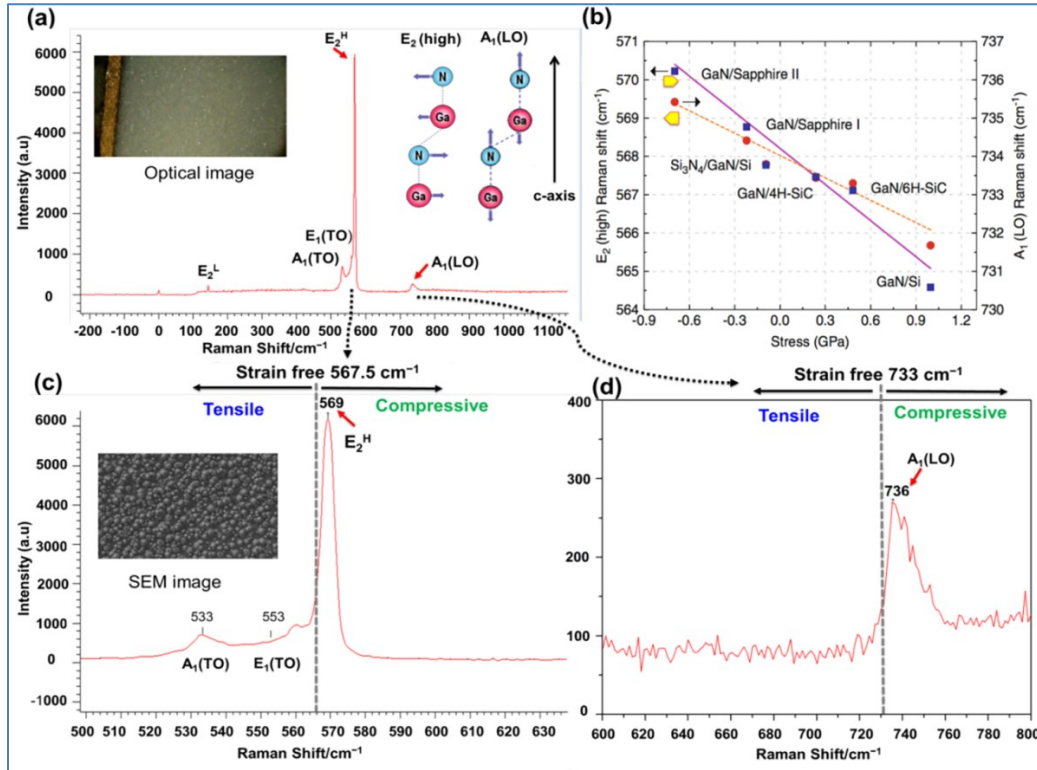 (a)
E₂ᴴ
E₂ (high)
A₁(LO)
6000
5000
4000
3000
2000
1000
0
Intensity (a.u)
Optical image
N
Ga
N
Ga
N
Ga
N
Ga
c-axis
E₁(TO)
A₁(TO)
E₂ᴸ
A₁(LO)
-200 -100 0 100 200 300 400 500 600 700 800 900 1000 1100
Raman Shift/cm⁻¹
(b)
571
570
569
568
567
566
565
564
E₂ (high) Raman shift (cm⁻¹)
737
736
735
734
733
732
731
730
A₁ (LO) Raman shift (cm⁻¹)
GaN/Sapphire II
GaN/Sapphire I
Si₃N₄/GaN/Si
GaN/4H-SiC
GaN/6H-SiC
GaN/Si
-0.9 -0.6 -0.3 0.0 0.3 0.6 0.9 1.2
Stress (GPa)
(c)
Strain free 567.5 cm⁻¹
Tensile
Compressive
569
E₂ᴴ
6000
5000
4000
3000
2000
1000
0
-1000
Intensity (a.u)
SEM image
533
553
A₁(TO)
E₁(TO)
500 510 520 530 540 550 560 570 580 590 600 610 620 630
Raman Shift/cm⁻¹
(d)
Strain free 733 cm⁻¹
Tensile
Compressive
400
300
200
100
0
A₁(LO)
736
600 620 640 660 680 700 720 740 760 780 800
Raman Shift/cm⁻¹